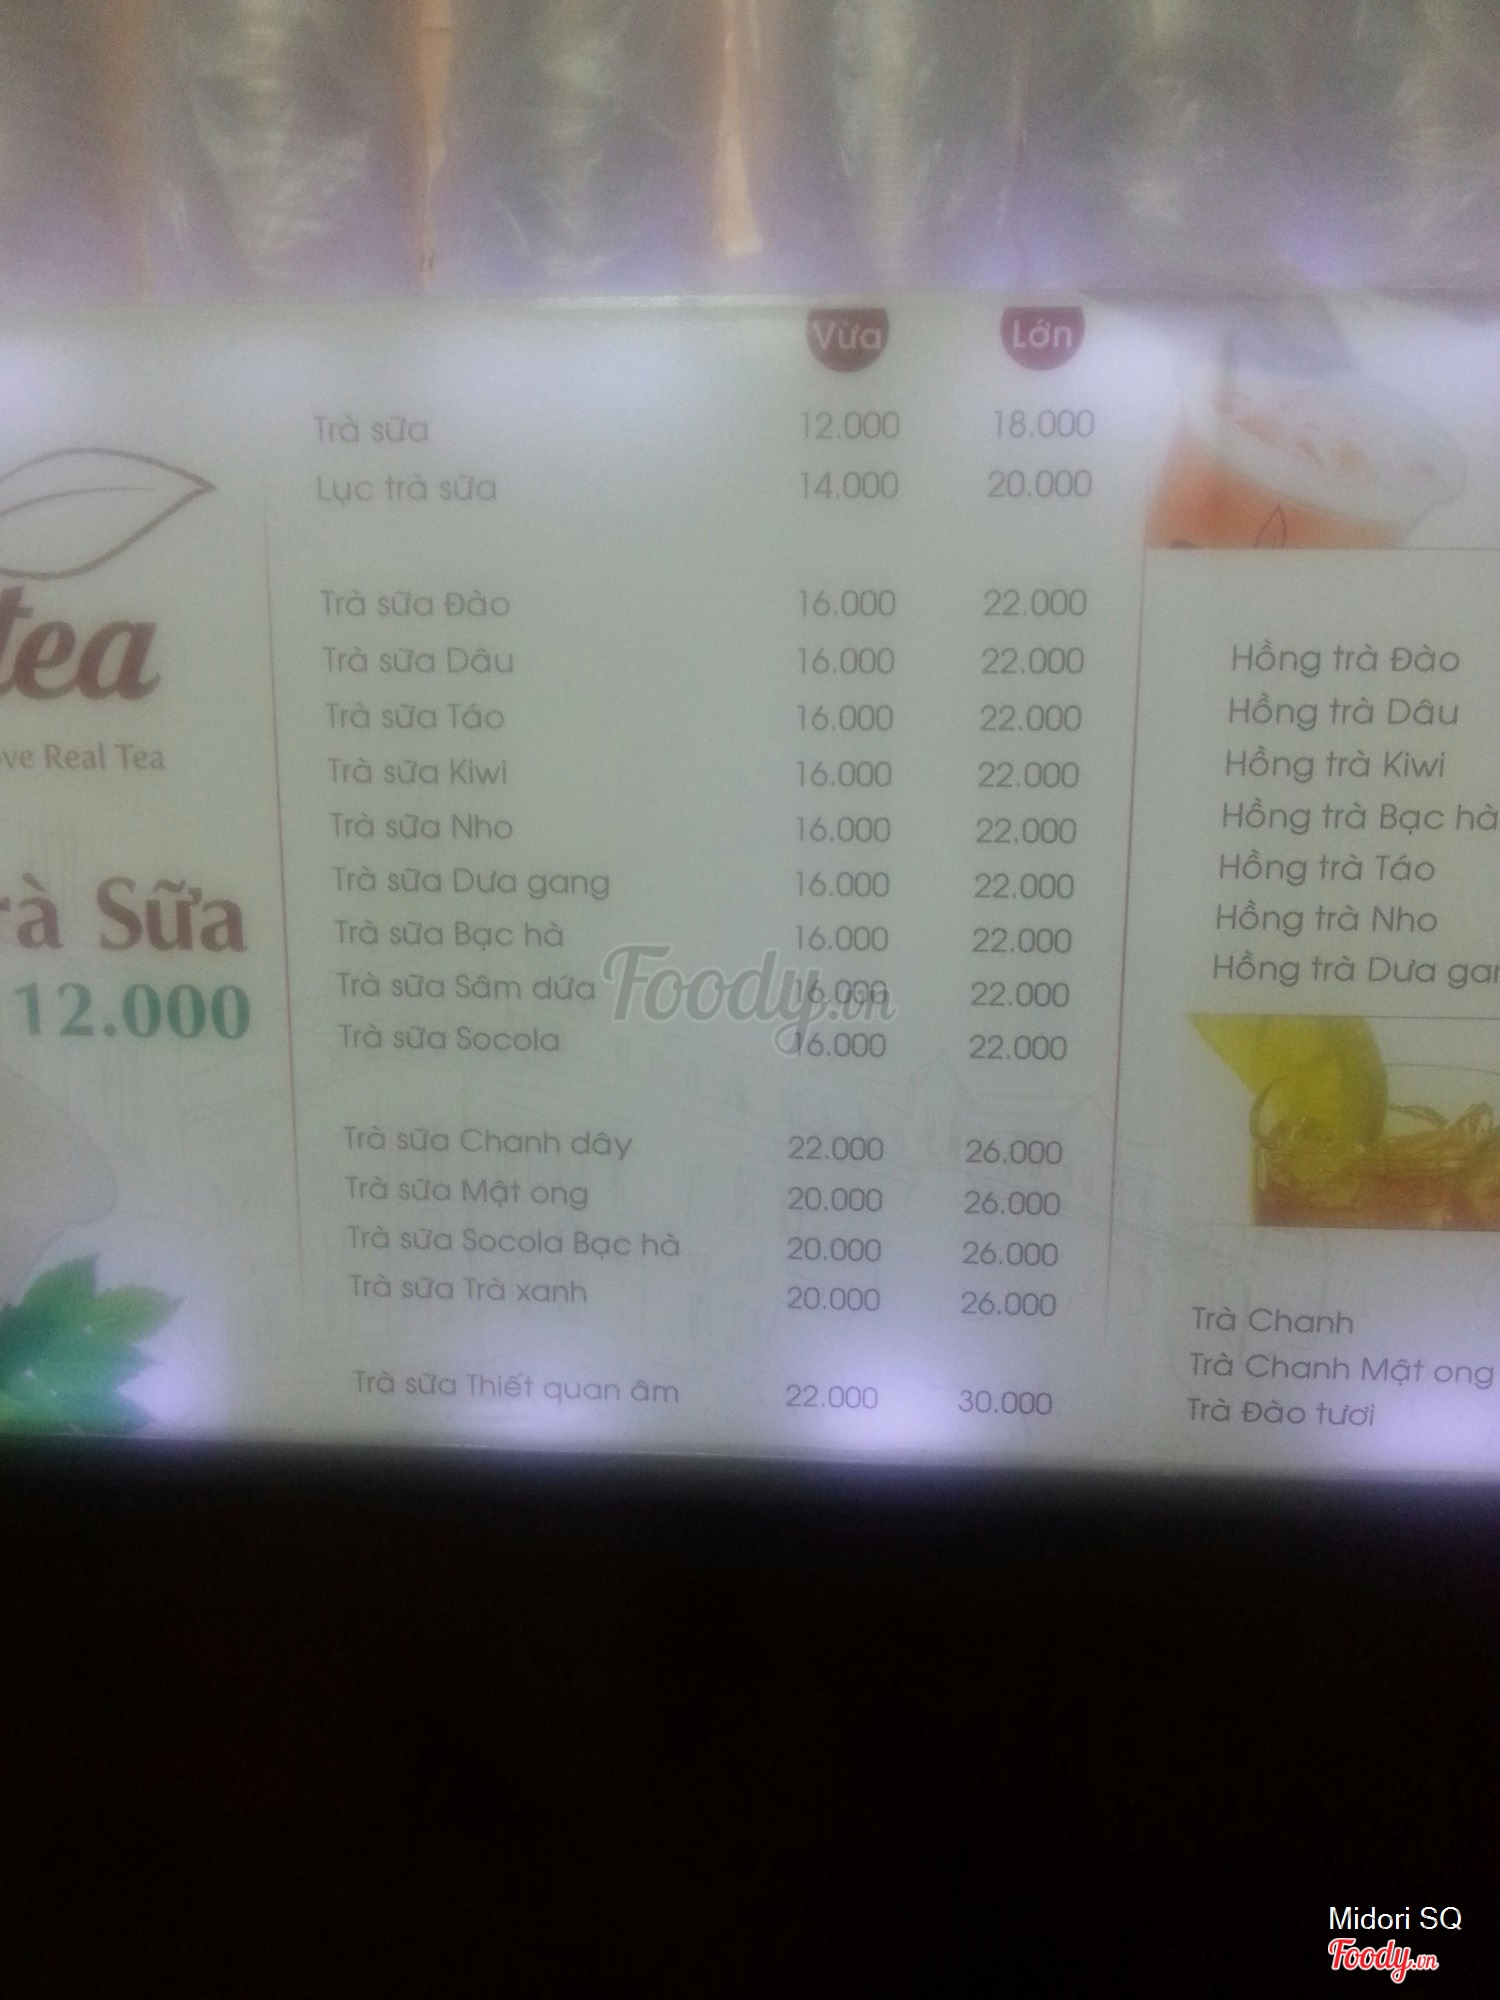 Vừa Lớn
Trà sữa 12.000 18.000
Lục trà sữa 14.000 20.000
Trà sữa Đào 16.000 22.000
Trà sữa Dâu 16.000 22.000
Trà sữa Táo 16.000 22.000
Trà sữa Kiwi 16.000 22.000
Trà sữa Nho 16.000 22.000
Trà sữa Dưa gang 16.000 22.000
Trà sữa Bạc hà 16.000 22.000
Trà sữa Sâm dứa 16.000 22.000
Trà sữa Socola 16.000 22.000
Trà sữa Chanh dây 22.000 26.000
Trà sữa Mật ong 20.000 26.000
Trà sữa Socola Bạc hà 20.000 26.000
Trà sữa Trà xanh 20.000 26.000
Trà sữa Thiết quan âm 22.000 30.000
tea
ve Real Tea
rà Sữa
12.000
Hồng trà Đào
Hồng trà Dâu
Hồng trà Kiwi
Hồng trà Bạc hà
Hồng trà Táo
Hồng trà Nho
Hồng trà Dưa gan
Trà Chanh
Trà Chanh Mật ong
Trà Đào tươi
Foody.vn
Midori SQ
Foody.vn